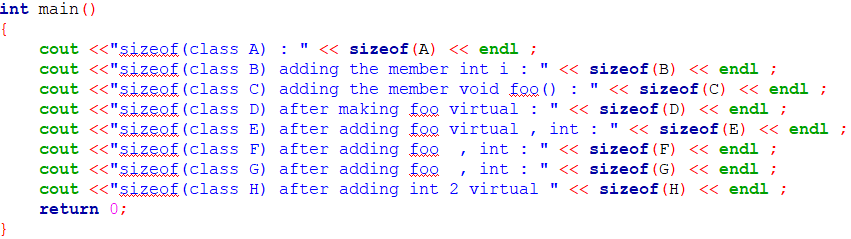 int main()
{
    cout <<"sizeof(class A) : " << sizeof(A) << endl ;
    cout <<"sizeof(class B) adding the member int i : " << sizeof(B) << endl ;
    cout <<"sizeof(class C) adding the member void foo() : " << sizeof(C) << endl ;
    cout <<"sizeof(class D) after making foo virtual : " << sizeof(D) << endl ;
    cout <<"sizeof(class E) after adding foo virtual , int : " << sizeof(E) << endl ;
    cout <<"sizeof(class F) after adding foo  , int : " << sizeof(F) << endl ;
    cout <<"sizeof(class G) after adding foo  , int : " << sizeof(G) << endl ;
    cout <<"sizeof(class H) after adding int 2 virtual " << sizeof(H) << endl ;
    return 0;
}